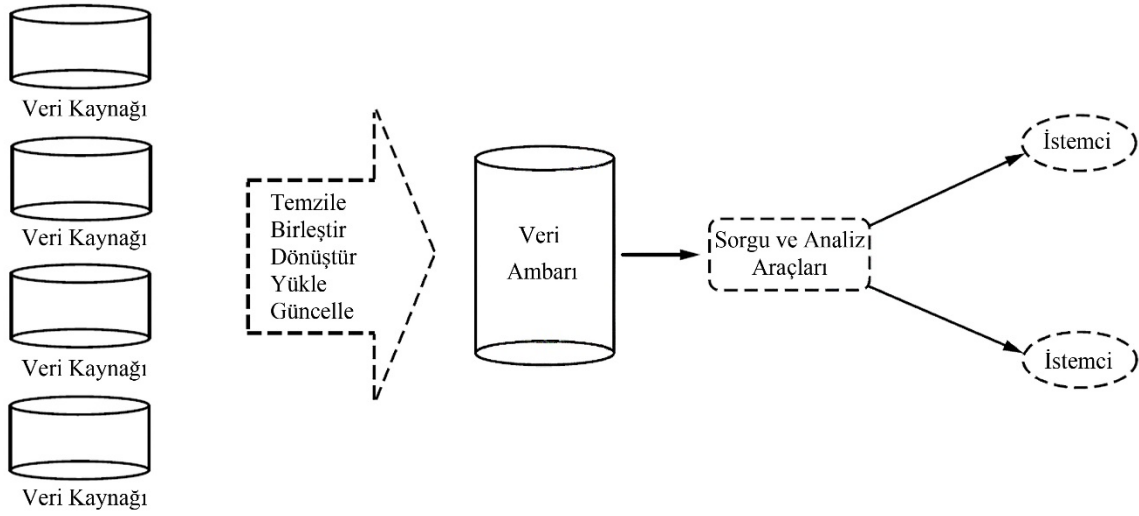 Veri Kaynağı
Veri Kaynağı
Veri Kaynağı
Veri Kaynağı
Temzile
Birleştir
Dönüştür
Yükle
Güncelle
Veri
Ambarı
Sorgu ve Analiz
Araçları
İstemci
İstemci